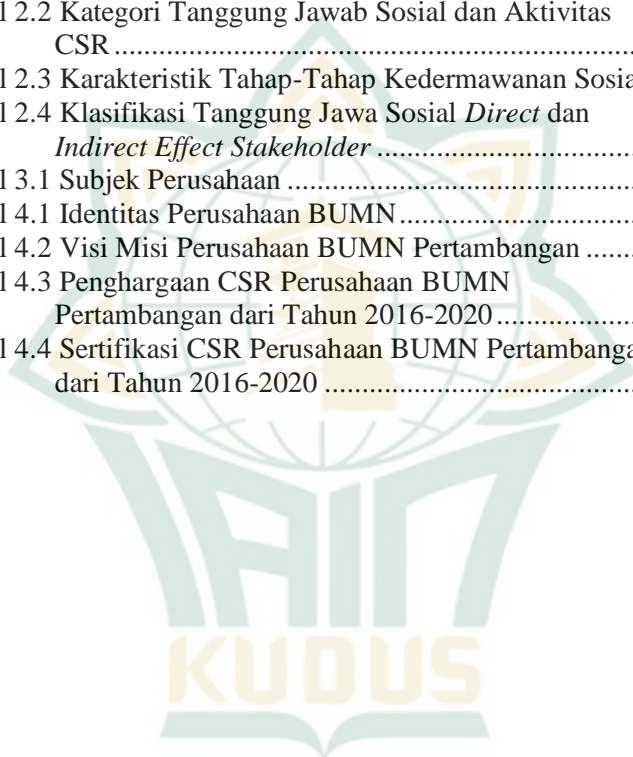 l 2.2 Kategori Tanggung Jawab Sosial dan Aktivitas
CSR ..........................................................................
l 2.3 Karakteristik Tahap-Tahap Kedermawanan Sosia
l 2.4 Klasifikasi Tanggung Jawa Sosial Direct dan
Indirect Effect Stakeholder ....................................
l 3.1 Subjek Perusahaan ................................................
l 4.1 Identitas Perusahaan BUMN.................................
l 4.2 Visi Misi Perusahaan BUMN Pertambangan .......
l 4.3 Penghargaan CSR Perusahaan BUMN
Pertambangan dari Tahun 2016-2020...................
l 4.4 Sertifikasi CSR Perusahaan BUMN Pertambanga
dari Tahun 2016-2020 ...........................................
IAIN
KUDUS